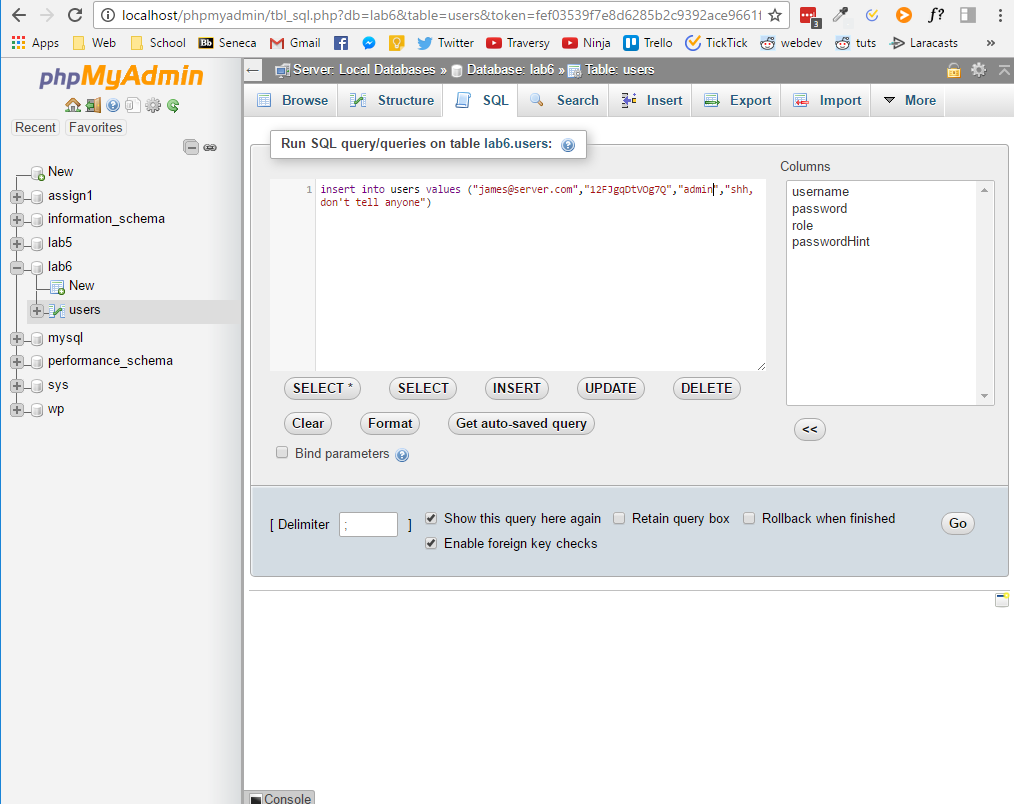 localhost/phpmyadmin/tbl_sql.php?db=lab6&table=users&token=fef03539f7e8d6285b2c9392ace9661f
3
f?
Apps Web School Bb Seneca Gmail Twitter Traversy Ninja Trello TickTick webdev tuts Laracasts »
phpMyAdmin
Recent Favorites
New
assign1
information_schema
lab5
lab6
New
users
mysql
performance_schema
sys
wp
Server: Local Databases » Database: lab6 » Table: users
Browse Structure SQL Search Insert Export Import More
Run SQL query/queries on table lab6.users:
1 insert into users values ("james@server.com","12FJgqDtVOg7Q","admin","shh,
don't tell anyone")
Columns
username
password
role
passwordHint
SELECT * SELECT INSERT UPDATE DELETE
Clear Format Get auto-saved query
<<
Bind parameters
[ Delimiter ; ] Show this query here again Retain query box Rollback when finished Go
Enable foreign key checks
Console